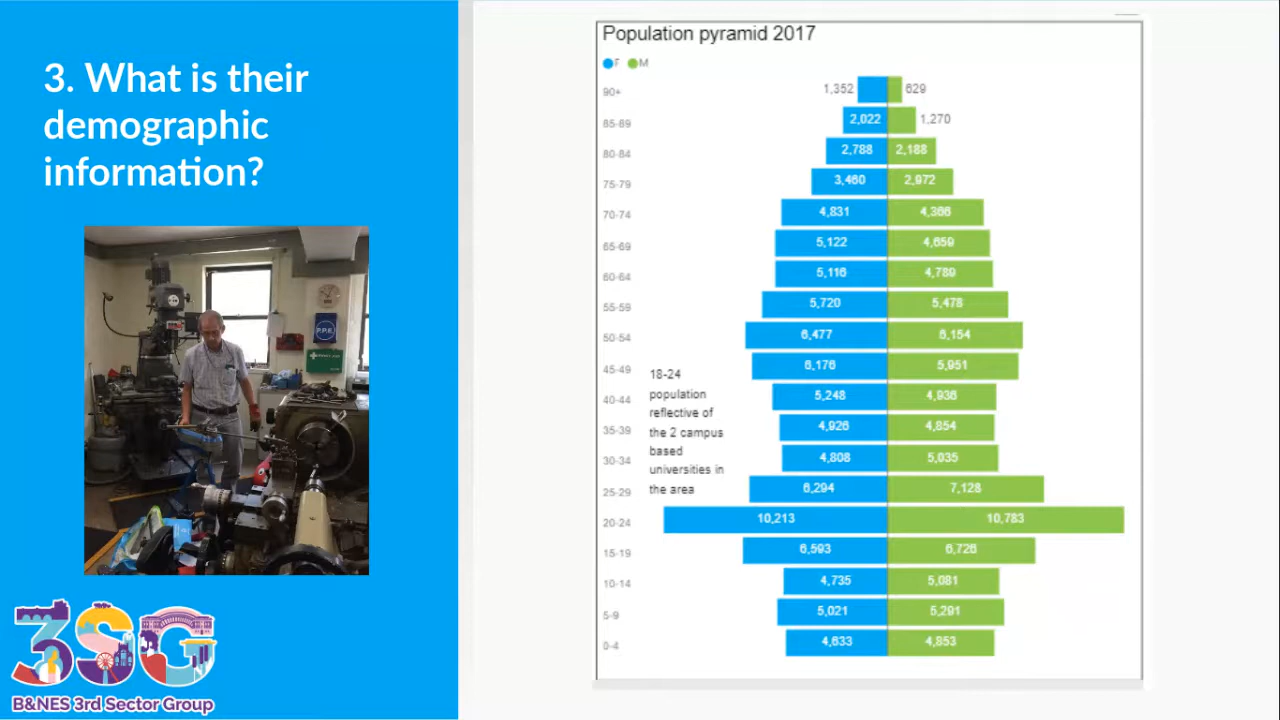 3. What is their
demographic
information?
P.P.E.
3SG
B&NES 3rd Sector Group
Population pyramid 2017
F M
90+ 1,352 629
85-89 2,022 1,270
80-84 2,788 2,188
75-79 3,460 2,972
70-74 4,831 4,366
65-69 5,122 4,659
60-64 5,116 4,789
55-59 5,720 5,478
50-54 6,477 6,154
45-49 6,176 5,951
40-44 5,248 4,936
35-39 4,926 4,854
30-34 4,808 5,035
25-29 6,294 7,128
20-24 10,213 10,783
15-19 6,593 6,726
10-14 4,735 5,081
5-9 5,021 5,291
0-4 4,633 4,853
18-24
population
reflective of
the 2 campus
based
universities in
the area